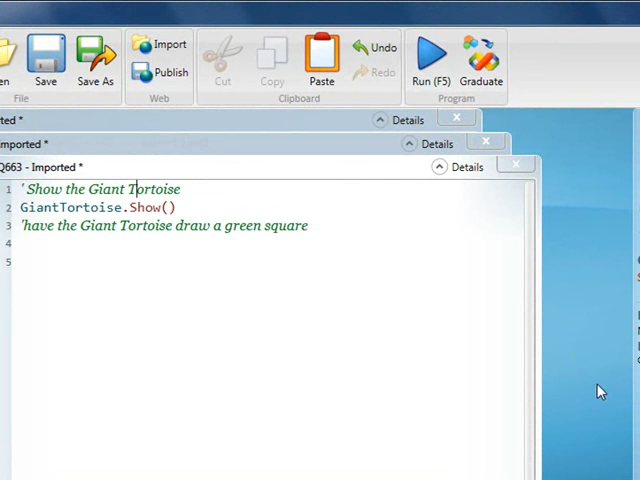 en
Save
Save As
Import
Publish
Cut
Copy
Paste
Undo
Redo
Run (F5)
Graduate
File
Web
Clipboard
Program
rted *
Details
mported *
Details
Q663 - Imported *
Details
1 ' Show the Giant Tortoise
2 GiantTortoise.Show()
3 'have the Giant Tortoise draw a green square
4
5